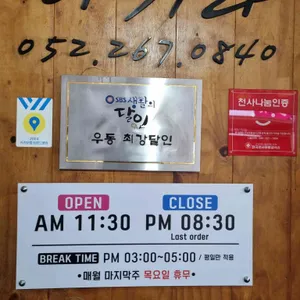 052.267.0840
SBS 생활의
달인
우동 최강달인
천사나눔인증
OPEN CLOSE
AM 11:30 PM 08:30
Last order
BREAK TIME PM 03:00~05:00 / 평일만 적용
• 매월 마지막주 목요일 휴무 •